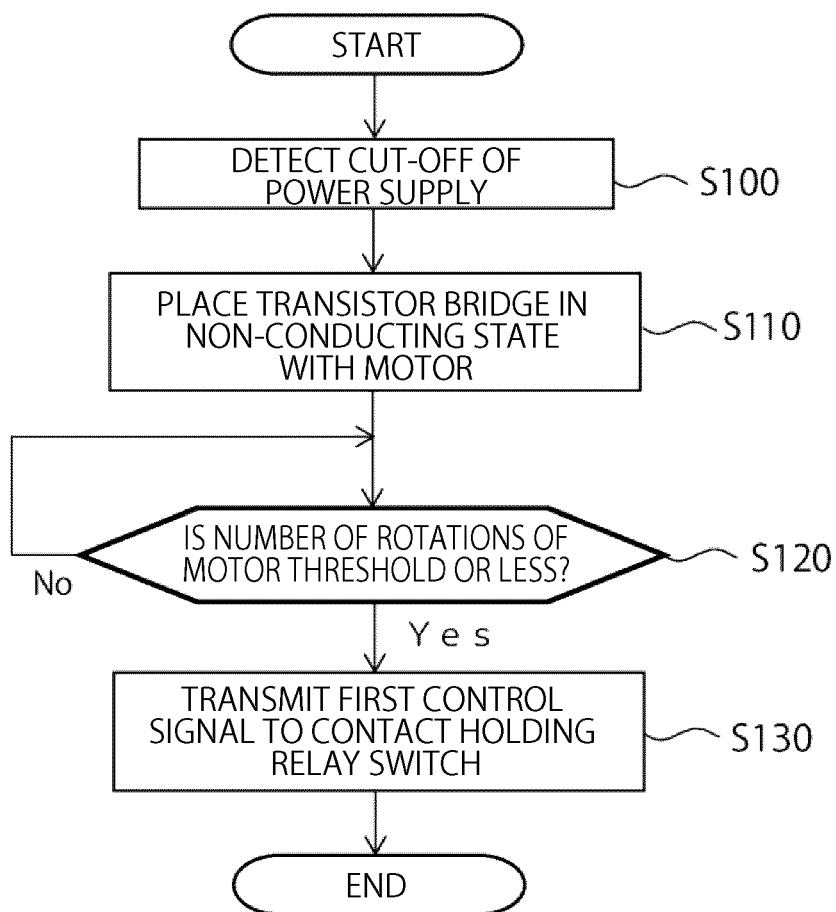 START
DETECT CUT-OFF OF
POWER SUPPLY
S100
PLACE TRANSISTOR BRIDGE IN
NON-CONDUCTING STATE
WITH MOTOR
S110
IS NUMBER OF ROTATIONS OF
MOTOR THRESHOLD OR LESS?
S120
No
Yes
TRANSMIT FIRST CONTROL
SIGNAL TO CONTACT HOLDING
RELAY SWITCH
S130
END